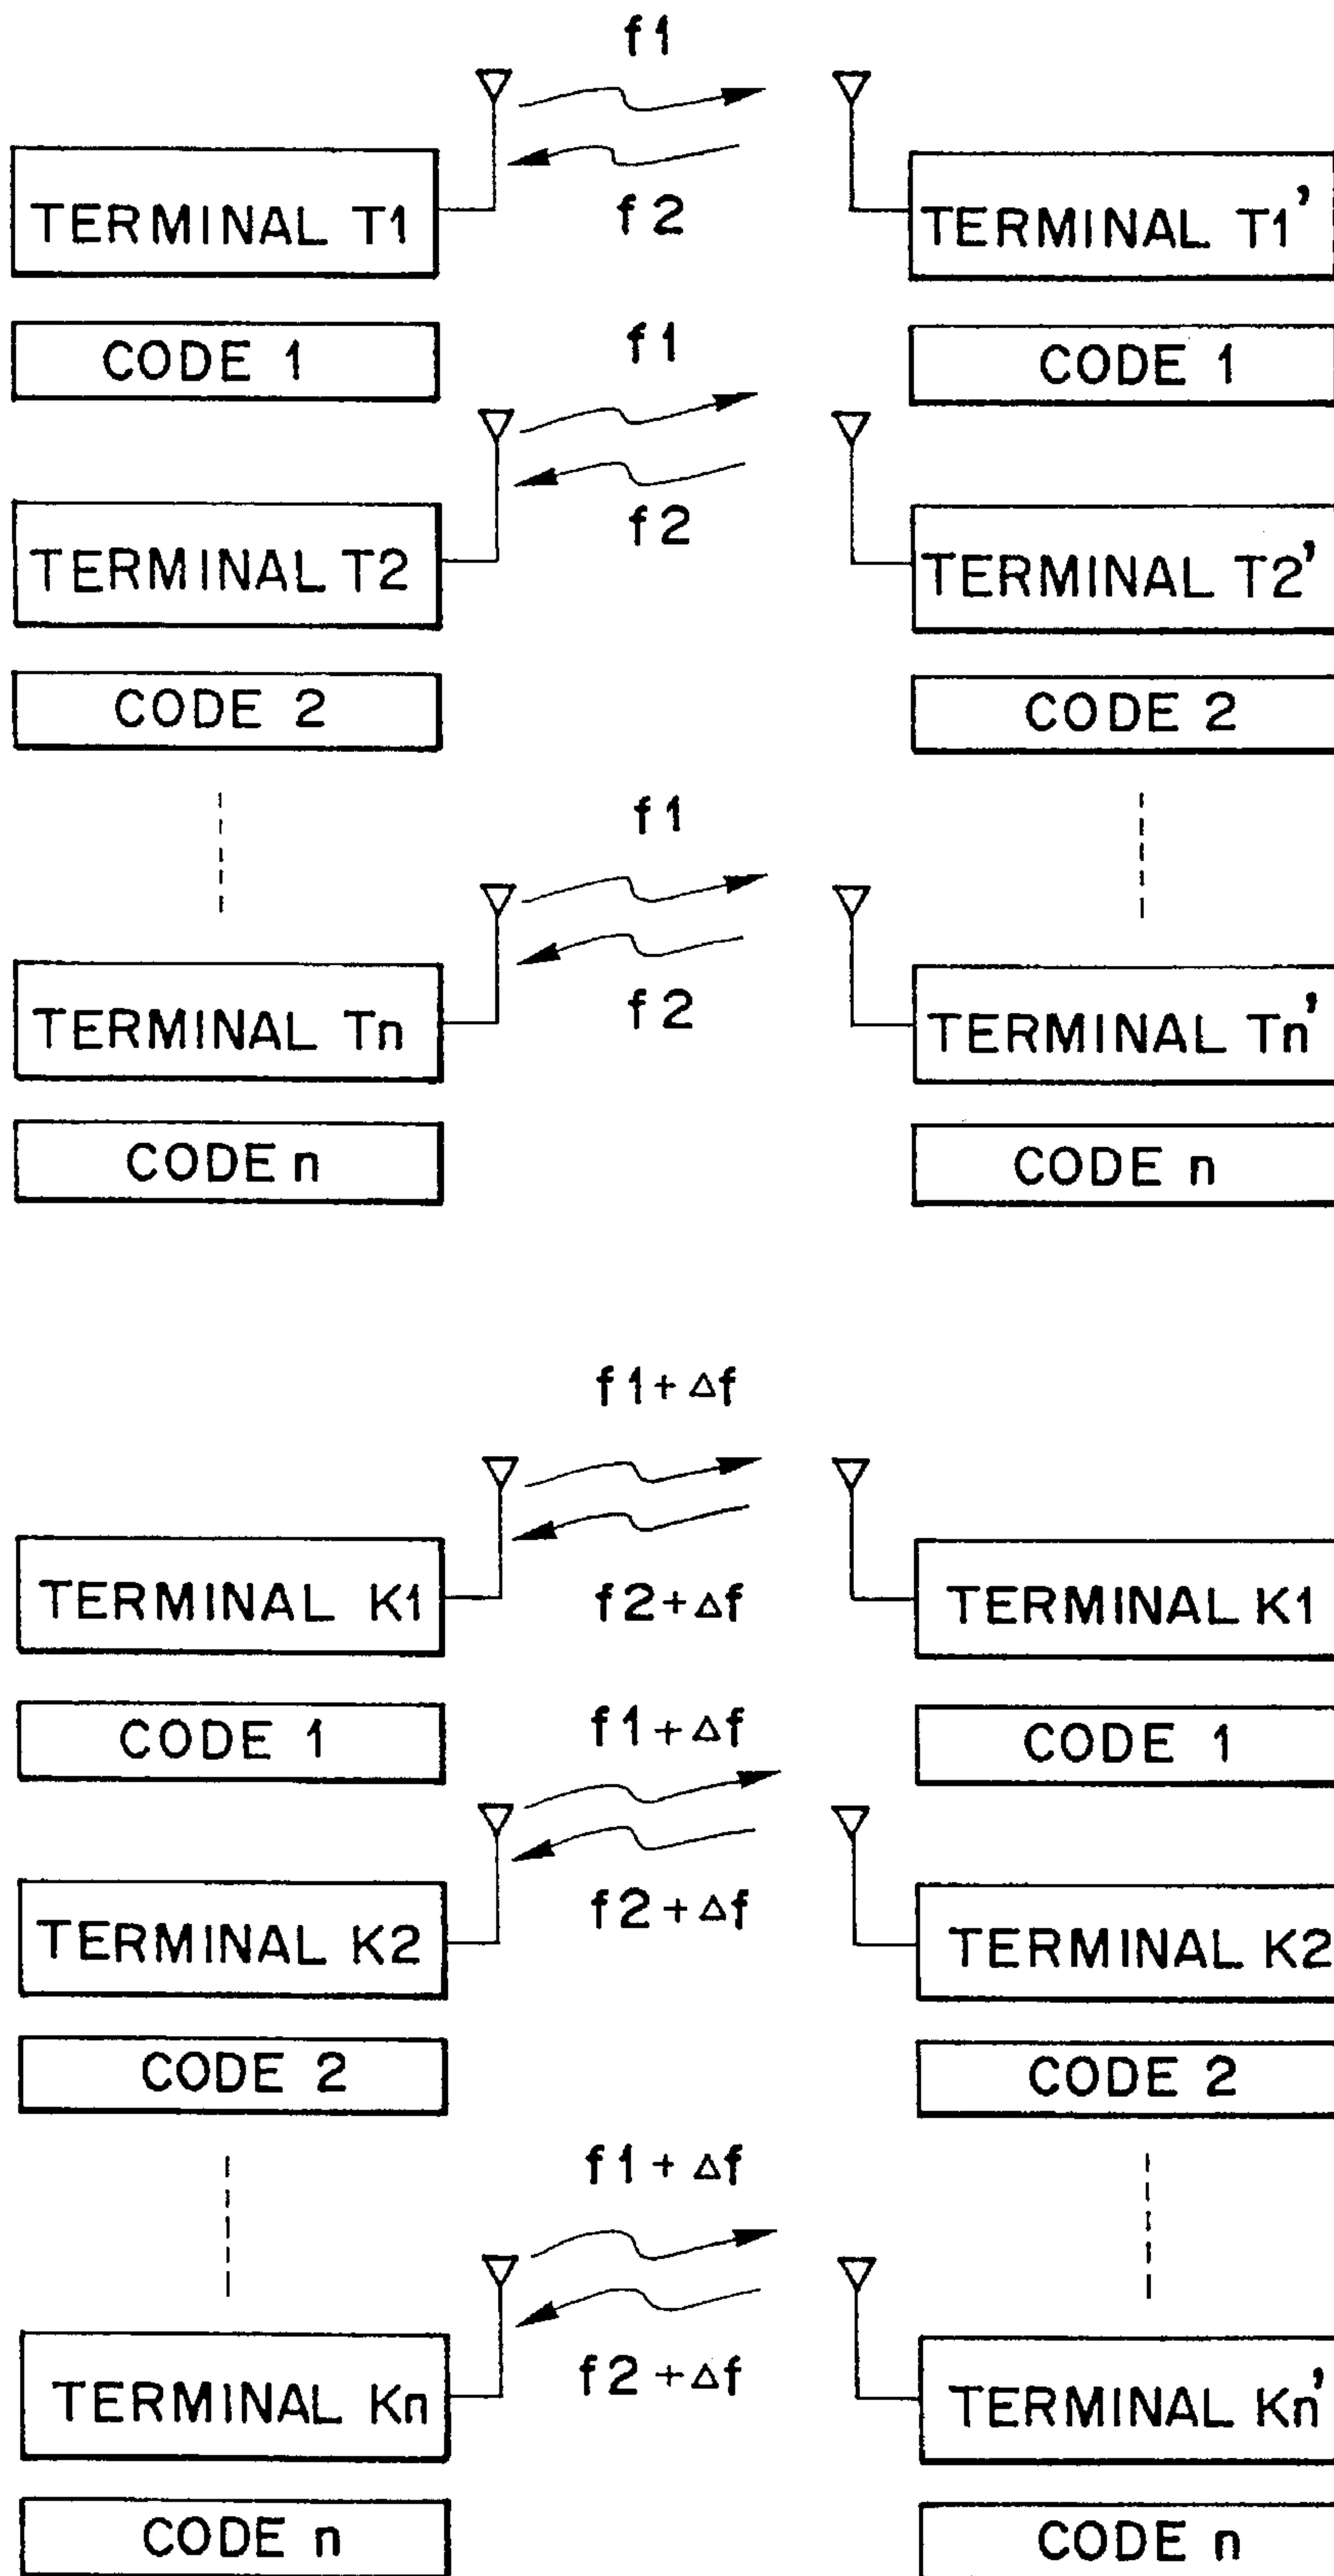 f1
TERMINAL T1
f2
TERMINAL T1'
CODE 1
f1
CODE 1
TERMINAL T2
f2
TERMINAL T2'
CODE 2
CODE 2
f1
TERMINAL Tn
f2
TERMINAL Tn'
CODE n
CODE n
f1+Δf
TERMINAL K1
f2+Δf
TERMINAL K1
CODE 1
f1+Δf
CODE 1
TERMINAL K2
f2+Δf
TERMINAL K2
CODE 2
CODE 2
f1+Δf
TERMINAL Kn
f2+Δf
TERMINAL Kn'
CODE n
CODE n